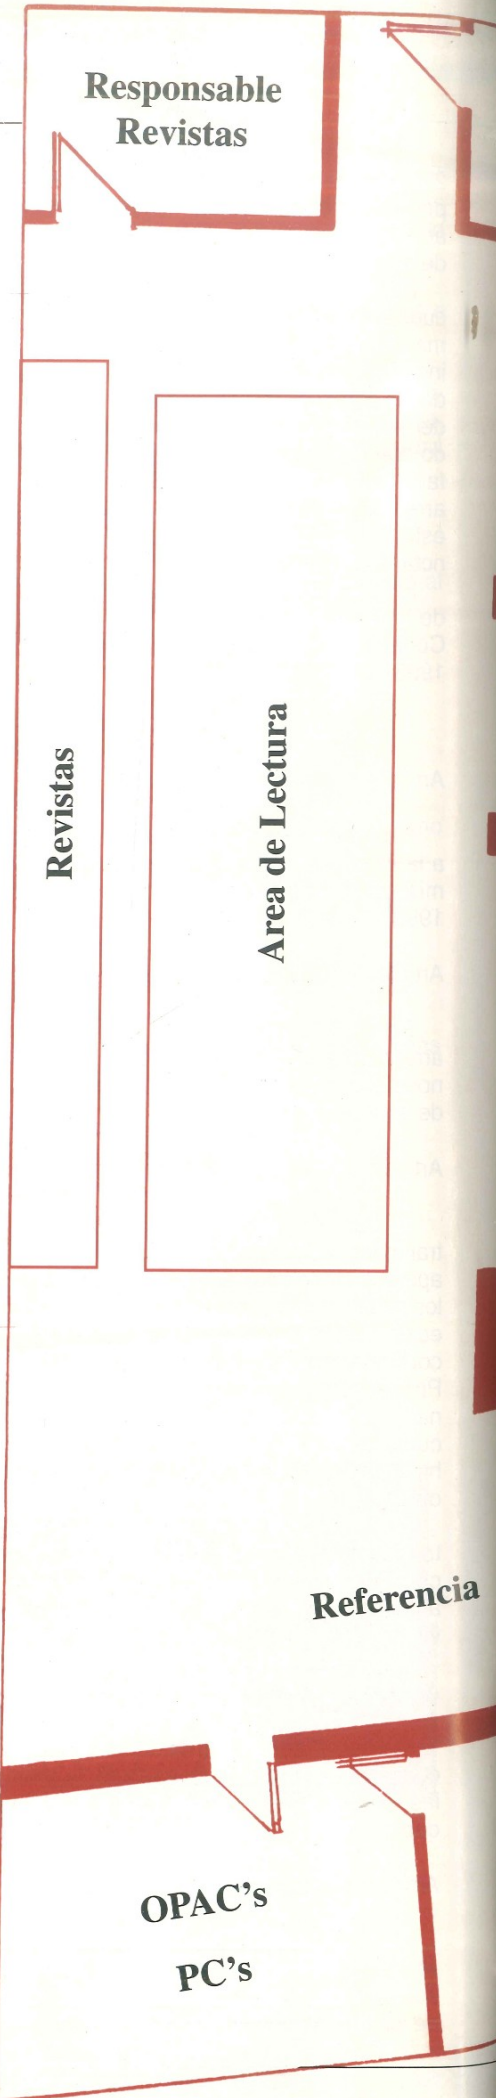 Responsable
Revistas
Revistas
Area de Lectura
Referencia
OPAC’s
PC’s